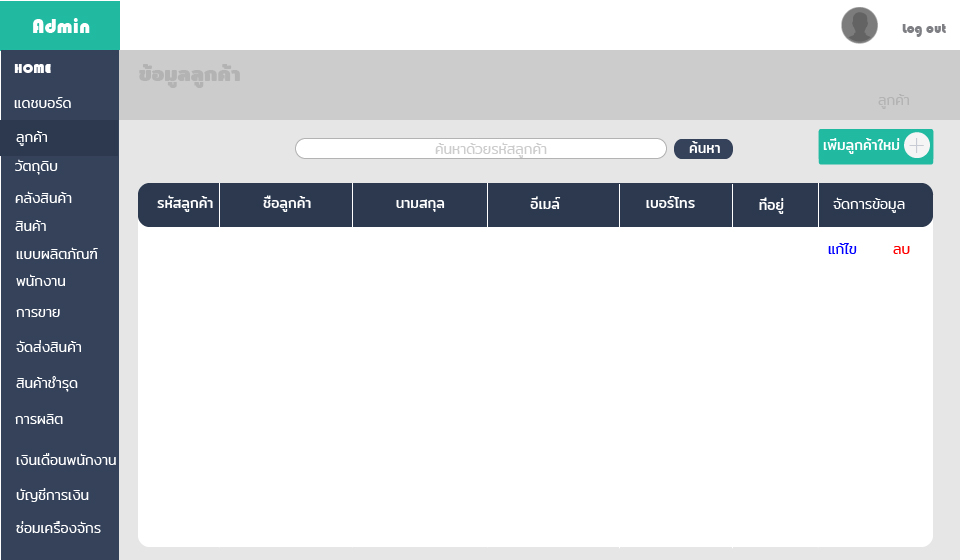 Admin
Log out
HOME
แดชบอร์ด
ลูกค้า
วัตถุดิบ
คลังสินค้า
สินค้า
แบบผลิตภัณฑ์
พนักงาน
การขาย
จัดส่งสินค้า
สินค้าชำรุด
การผลิต
เงินเดือนพนักงาน
บัญชีการเงิน
ซ่อมเครื่องจักร
ข้อมูลลูกค้า
ลูกค้า
ค้นหาด้วยรหัสลูกค้า
ค้นหา
เพิ่มลูกค้าใหม่
รหัสลูกค้า ชื่อลูกค้า นามสกุล อีเมล์ เบอร์โทร ที่อยู่ จัดการข้อมูล
แก้ไข ลบ